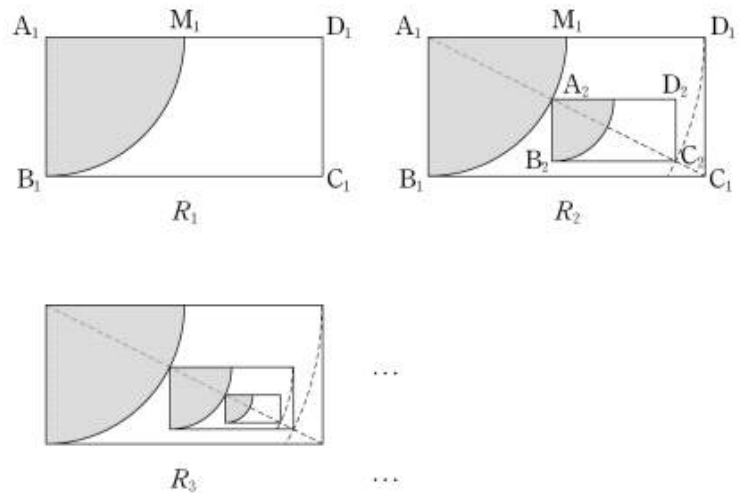 A₁ M₁ D₁
B₁ C₁
R₁
A₁ M₁ D₁
A₂ D₂
B₂ C₂
B₁ C₁
R₂
...
R₃ ...